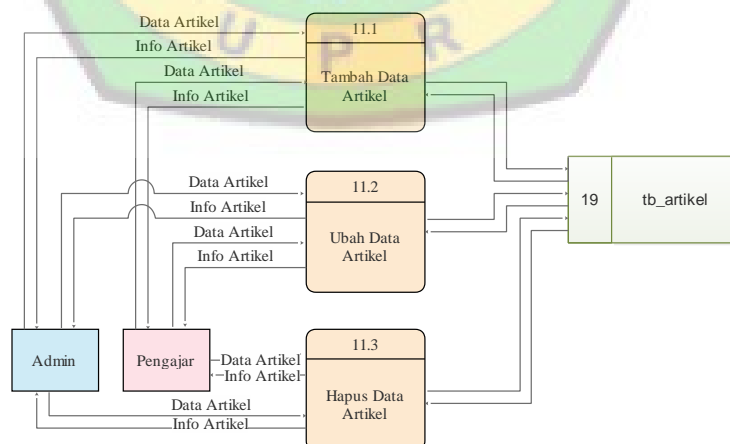 Data Artikel
11.1
Info Artikel
U P R
Data Artikel
Tambah Data
Artikel
Info Artikel
Data Artikel
11.2
Info Artikel
19
tb_artikel
Data Artikel
Ubah Data
Artikel
Info Artikel
11.3
Admin
Pengajar
Data Artikel
Info Artikel
Hapus Data
Artikel
Data Artikel
Info Artikel